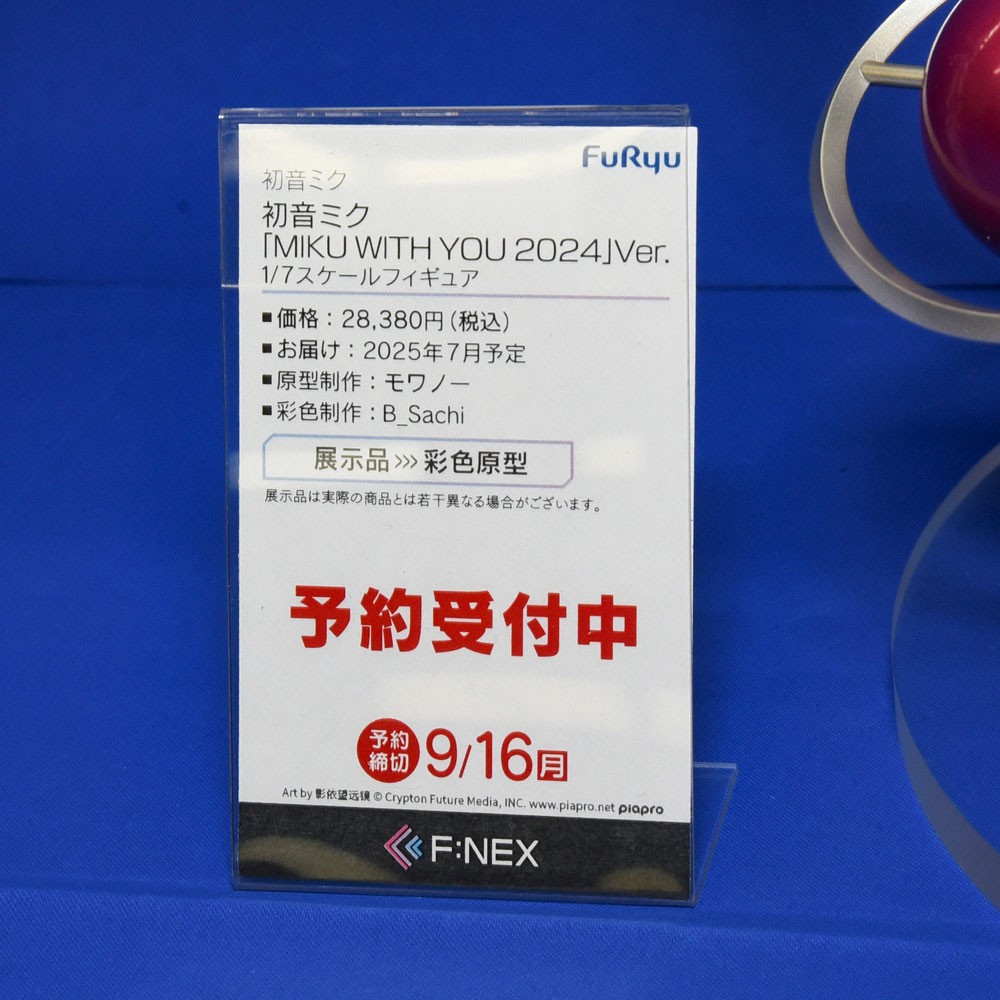 FuRyu
初音ミク
初音ミク
「MIKU WITH YOU 2024」Ver.
1/7スケールフィギュア
■価格：28,380円（税込）
■お届け：2025年7月予定
■原型制作：モワノー
■彩色制作：B_Sachi
展示品>>>彩色原型
展示品は実際の商品とは若干異なる場合がございます。
予約受付中
予約
締切
9/16月
Art by 影依望远镜 © Crypton Future Media, INC. www.piapro.net piapro
F:NEX